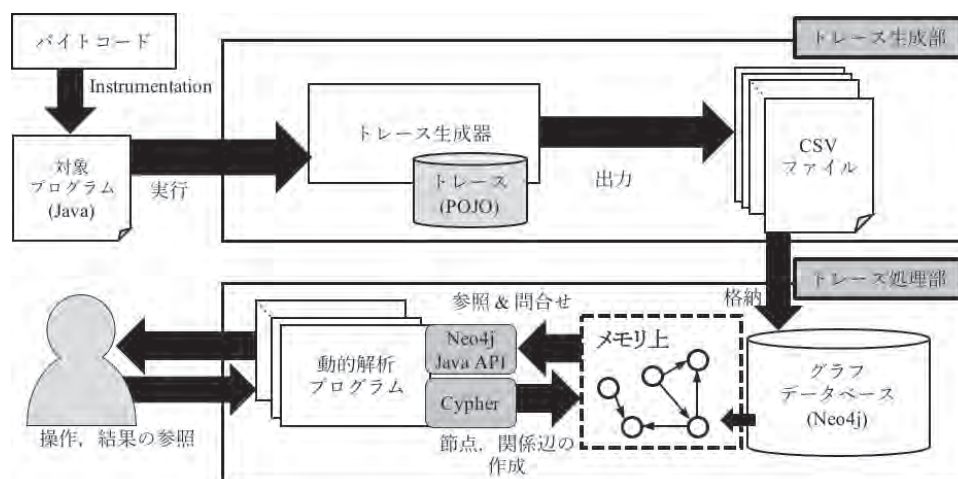 バイトコード
Instrumentation
対象
プログラム
(Java)
実行
トレース生成部
トレース生成器
トレース
(POJO)
出力
CSV
ファイル
格納
トレース処理部
参照 & 問合せ
Neo4j
Java API
動的解析
プログラム
Cypher
メモリ上
グラフ
データベース
(Neo4j)
操作，結果の参照
節点，関係辺の
作成